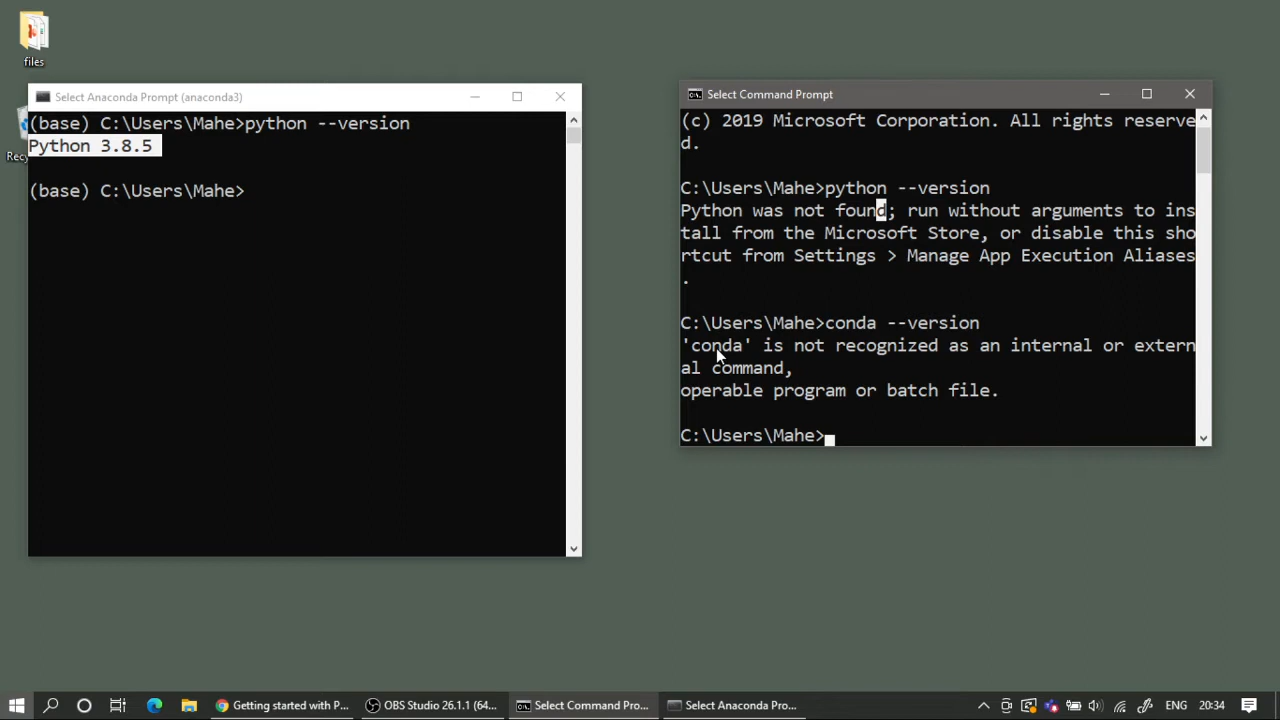 files
Recy
Select Anaconda Prompt (anaconda3)
(base) C:\Users\Mahe>python --version
Python 3.8.5
(base) C:\Users\Mahe>
Select Command Prompt
(c) 2019 Microsoft Corporation. All rights reserve
d.
C:\Users\Mahe>python --version
Python was not found; run without arguments to ins
tall from the Microsoft Store, or disable this sho
rtcut from Settings > Manage App Execution Aliases
.
C:\Users\Mahe>conda --version
'conda' is not recognized as an internal or extern
al command,
operable program or batch file.
C:\Users\Mahe>
Getting started with P...
OBS Studio 26.1.1 (64...
Select Command Pro...
Select Anaconda Pro...
ENG
20:34